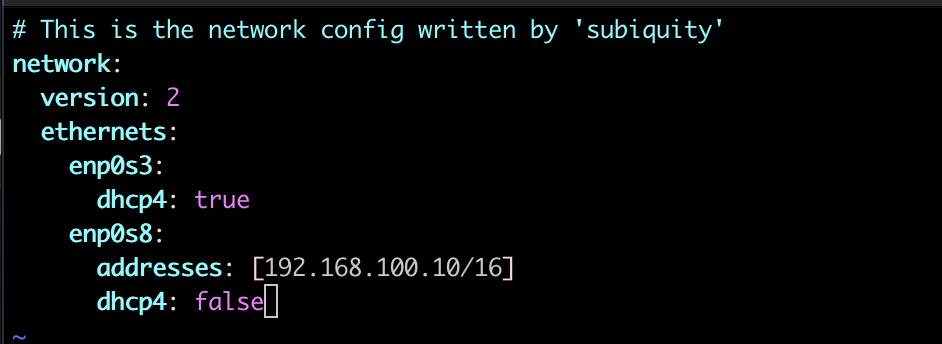 # This is the network config written by 'subiquity'
network:
  version: 2
  ethernets:
    enp0s3:
      dhcp4: true
    enp0s8:
      addresses: [192.168.100.10/16]
      dhcp4: false
~